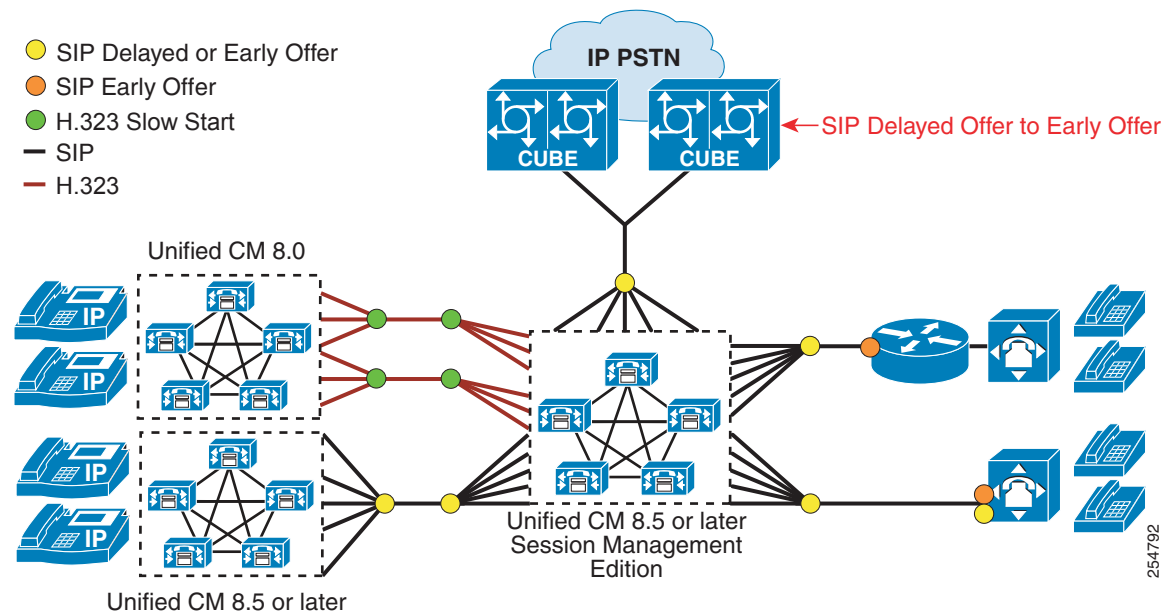 SIP Delayed or Early Offer
SIP Early Offer
H.323 Slow Start
SIP
H.323
IP PSTN
CUBE
CUBE
SIP Delayed Offer to Early Offer
Unified CM 8.0
IP
IP
IP
IP
Unified CM 8.5 or later
Session Management
Edition
Unified CM 8.5 or later
254792